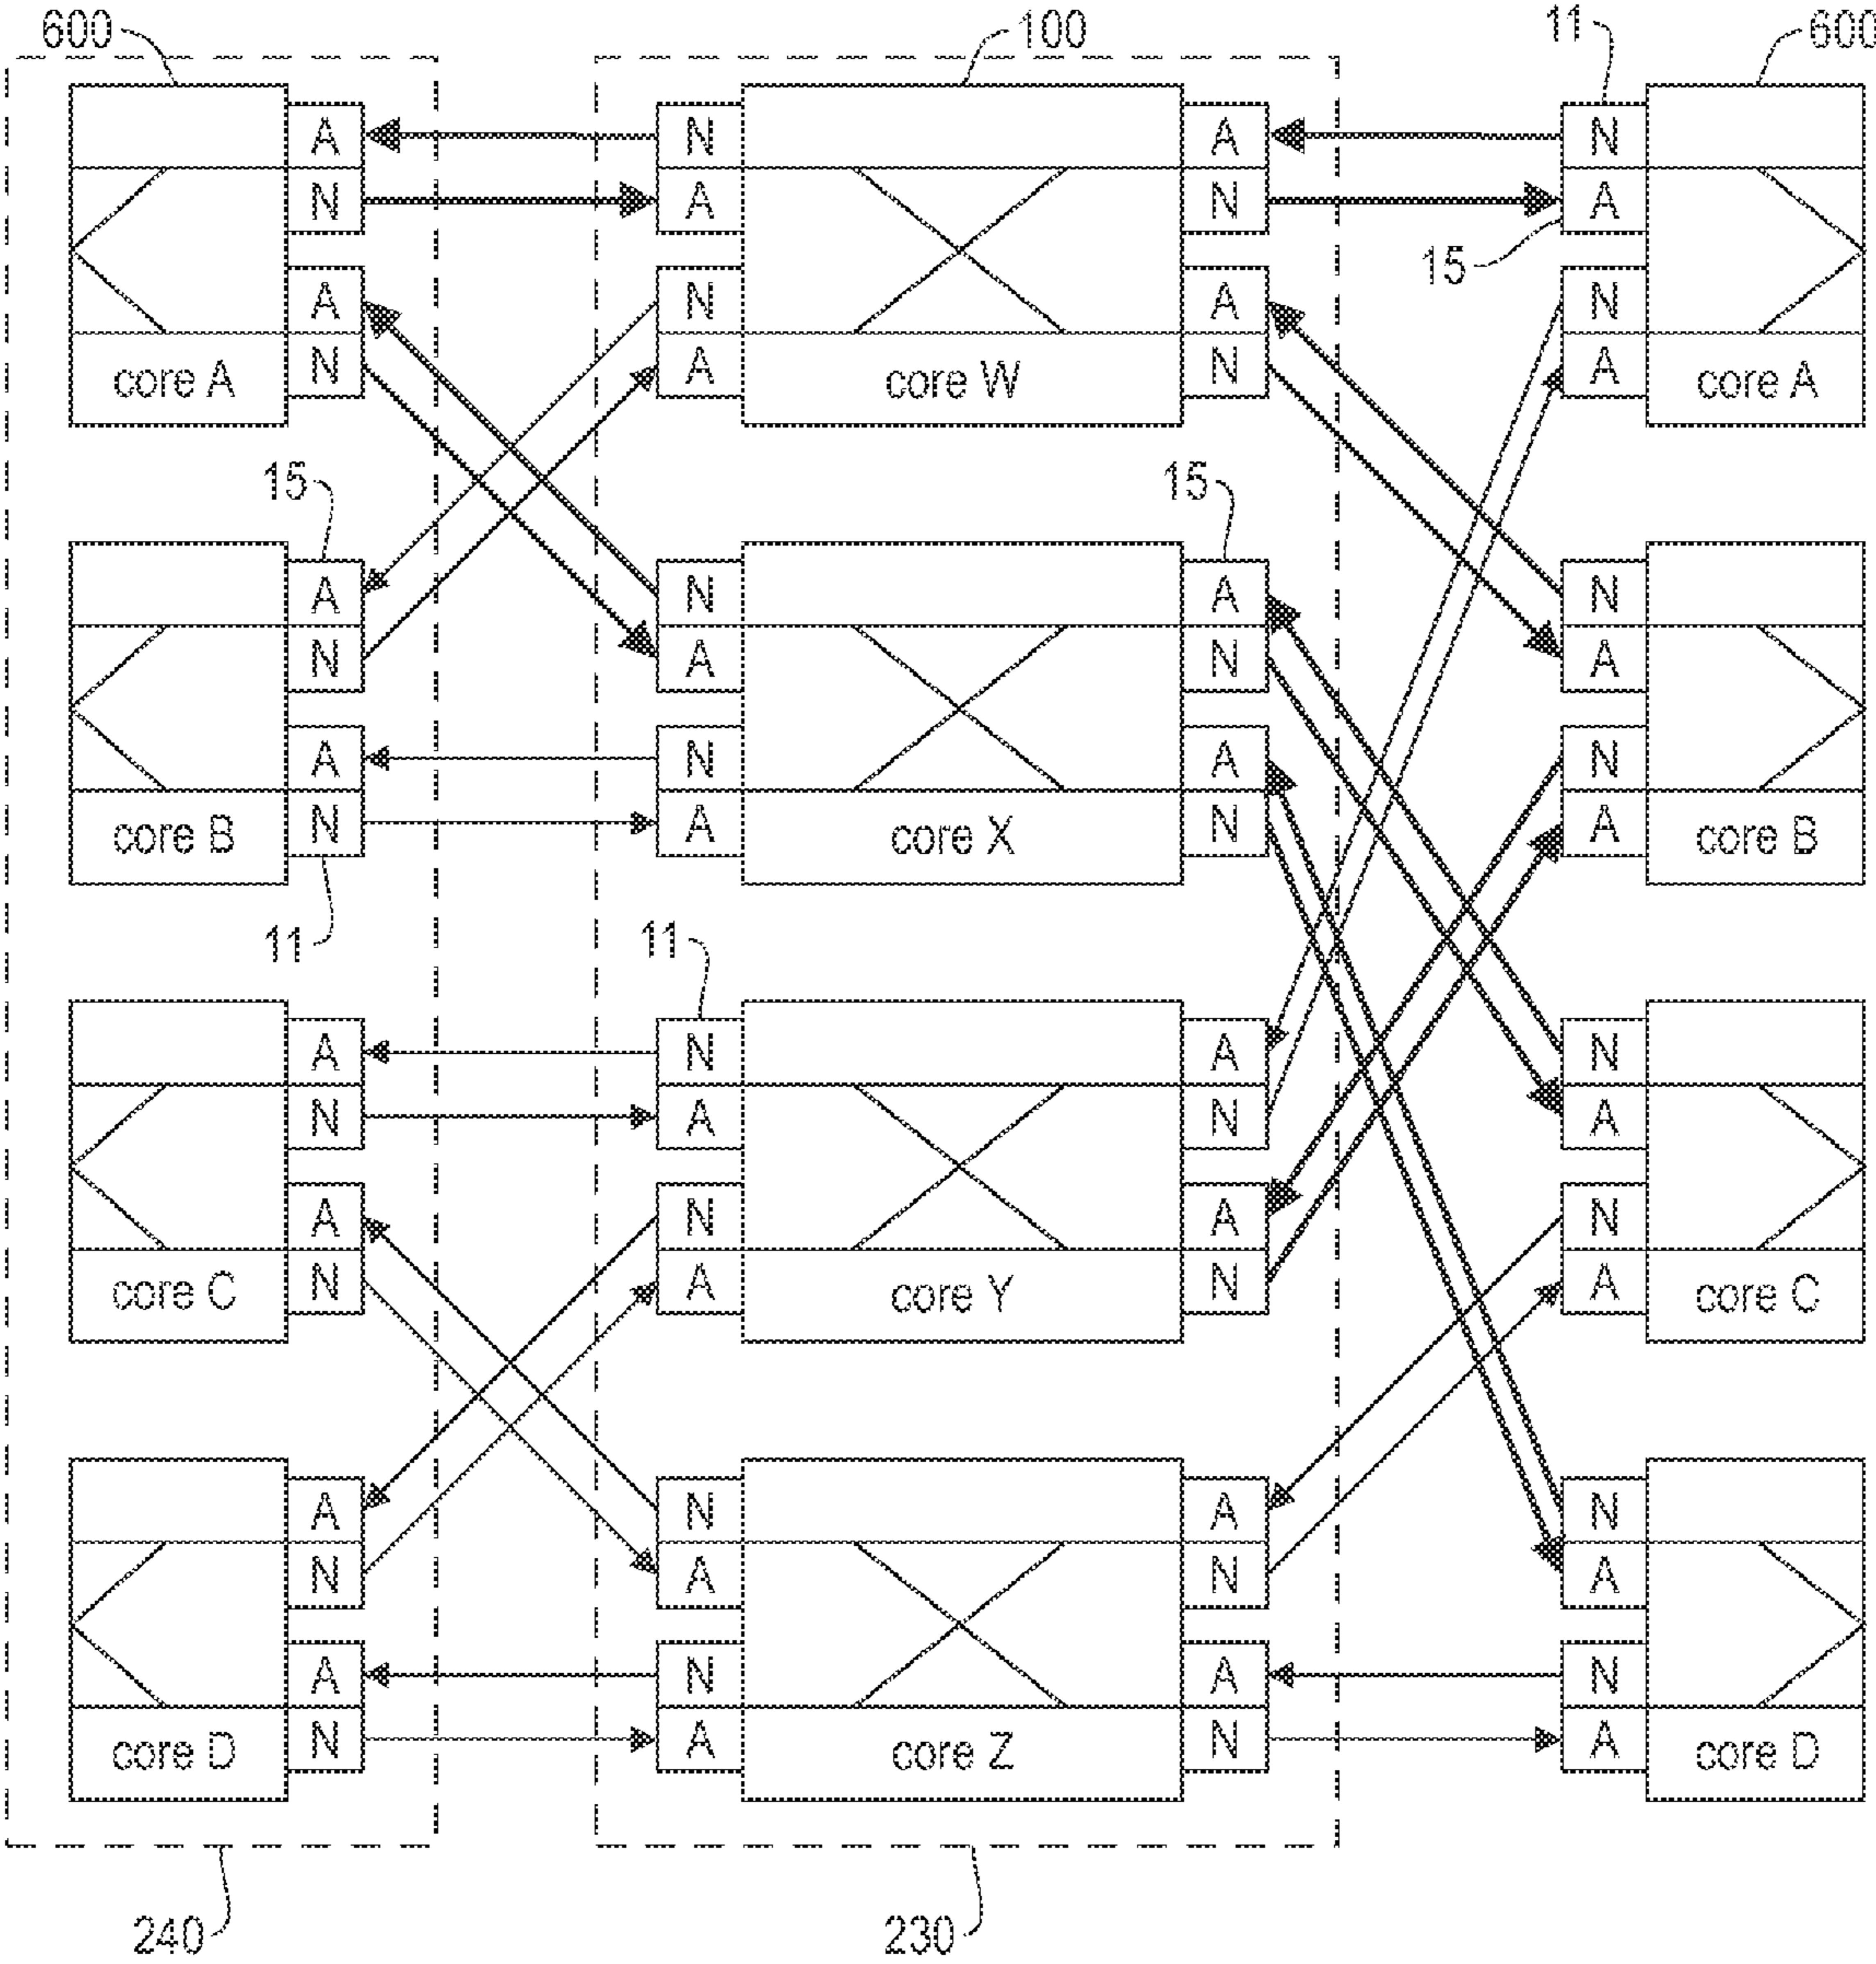 600 100 11 600
A N A N
N A N A
15
A N A N
core A N A core W N A core A
15 15
A N A N
N A N A
A N A N
core B N A core X N A core B
11 11
A N A N
N A N A
A N A N
core C N A core Y N A core C
A N A N
N A N A
A N A N
core D N A core Z N A core D
240 230